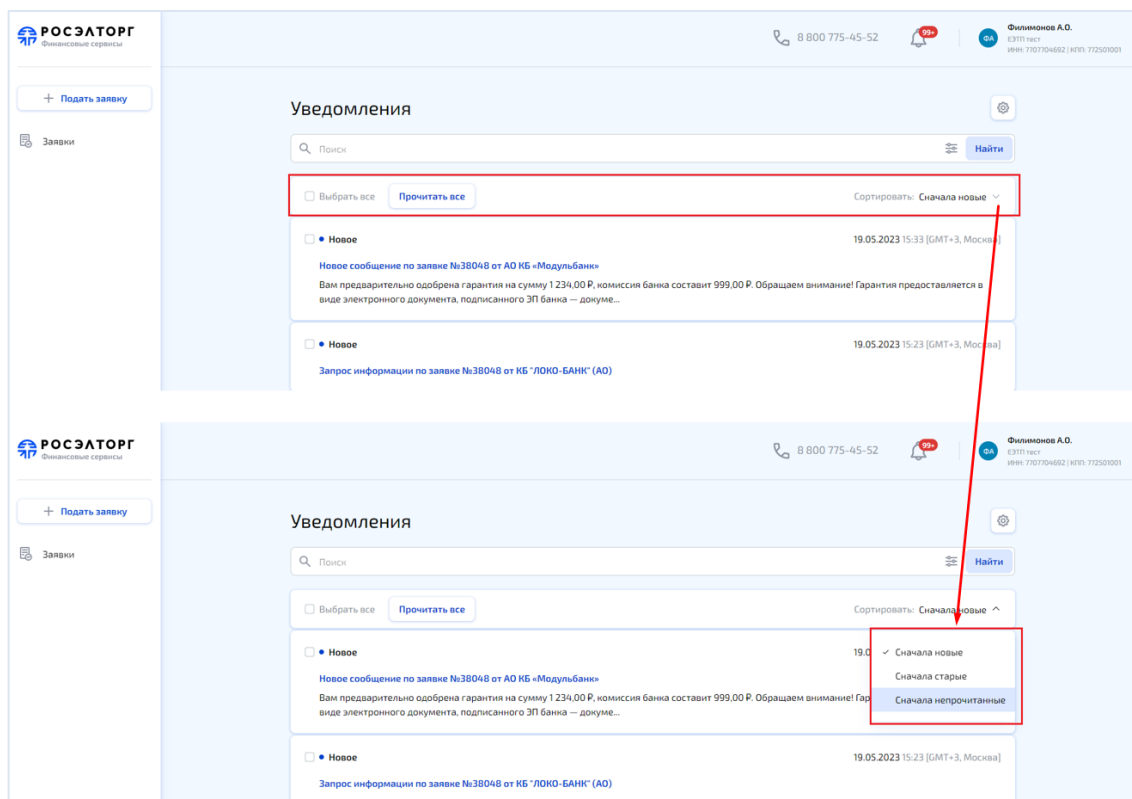 РОСЭЛТОРГ
Финансовые сервисы
8 800 775-45-52
99+
ФА
Филимонов А.О.
ЕЭТП тест
ИНН: 7707704692 | КПП: 772501001
+ Подать заявку
Заявки
Уведомления
Поиск
Найти
Выбрать все
Прочитать все
Сортировать: Сначала новые
Новое
19.05.2023 15:33 [GMT+3, Москва]
Новое сообщение по заявке №38048 от АО КБ «Модульбанк»
Вам предварительно одобрена гарантия на сумму 1 234,00 ₽, комиссия банка составит 999,00 ₽. Обращаем внимание! Гарантия предоставляется в
виде электронного документа, подписанного ЭП банка — докуме...
Новое
19.05.2023 15:23 [GMT+3, Москва]
Запрос информации по заявке №38048 от КБ "ЛОКО-БАНК" (АО)
РОСЭЛТОРГ
Финансовые сервисы
8 800 775-45-52
99+
ФА
Филимонов А.О.
ЕЭТП тест
ИНН: 7707704692 | КПП: 772501001
+ Подать заявку
Заявки
Уведомления
Поиск
Найти
Выбрать все
Прочитать все
Сортировать: Сначала новые
Новое
19.0
Сначала новые
Сначала старые
Сначала непрочитанные
Новое сообщение по заявке №38048 от АО КБ «Модульбанк»
Вам предварительно одобрена гарантия на сумму 1 234,00 ₽, комиссия банка составит 999,00 ₽. Обращаем внимание! Гар
виде электронного документа, подписанного ЭП банка — докуме...
Новое
19.05.2023 15:23 [GMT+3, Москва]
Запрос информации по заявке №38048 от КБ "ЛОКО-БАНК" (АО)